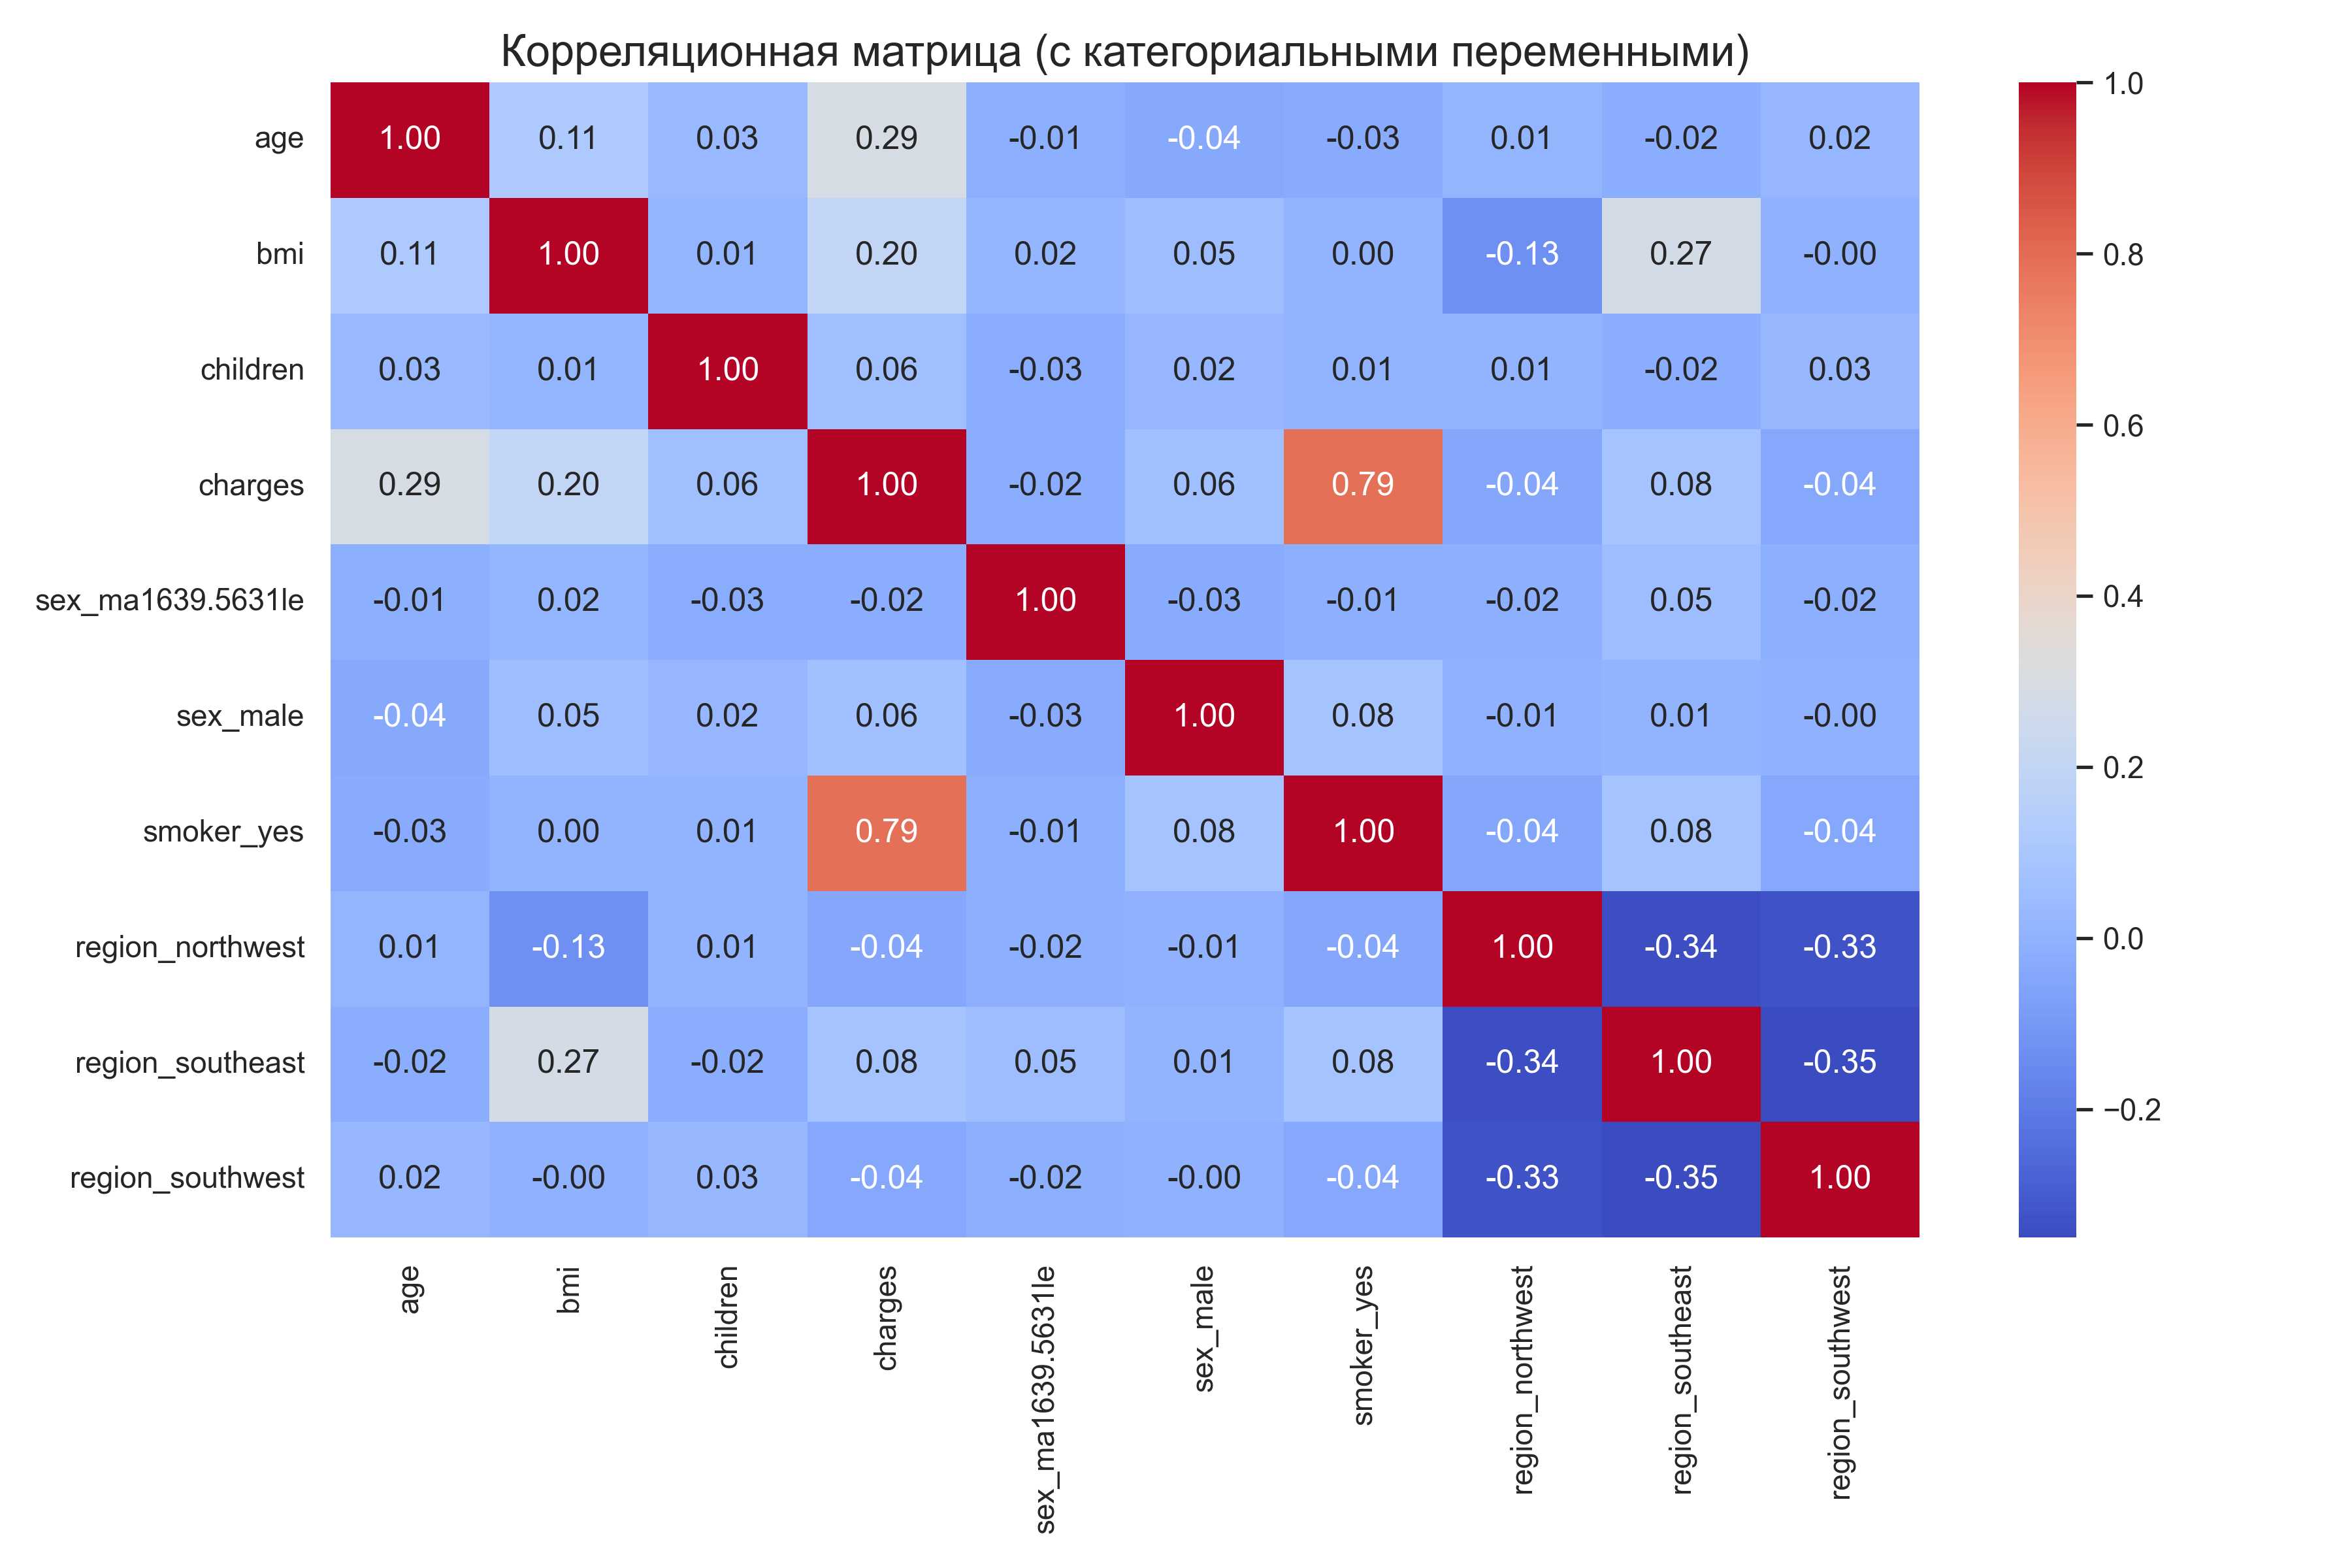 Корреляционная матрица (с категориальными переменными)
age 1.00 0.11 0.03 0.29 -0.01 -0.04 -0.03 0.01 -0.02 0.02
bmi 0.11 1.00 0.01 0.20 0.02 0.05 0.00 -0.13 0.27 -0.00
children 0.03 0.01 1.00 0.06 -0.03 0.02 0.01 0.01 -0.02 0.03
charges 0.29 0.20 0.06 1.00 -0.02 0.06 0.79 -0.04 0.08 -0.04
sex_ma1639.5631le -0.01 0.02 -0.03 -0.02 1.00 -0.03 -0.01 -0.02 0.05 -0.02
sex_male -0.04 0.05 0.02 0.06 -0.03 1.00 0.08 -0.01 0.01 -0.00
smoker_yes -0.03 0.00 0.01 0.79 -0.01 0.08 1.00 -0.04 0.08 -0.04
region_northwest 0.01 -0.13 0.01 -0.04 -0.02 -0.01 -0.04 1.00 -0.34 -0.33
region_southeast -0.02 0.27 -0.02 0.08 0.05 0.01 0.08 -0.34 1.00 -0.35
region_southwest 0.02 -0.00 0.03 -0.04 -0.02 -0.00 -0.04 -0.33 -0.35 1.00
age
bmi
children
charges
sex_ma1639.5631le
sex_male
smoker_yes
region_northwest
region_southeast
region_southwest
1.0
0.8
0.6
0.4
0.2
0.0
−0.2